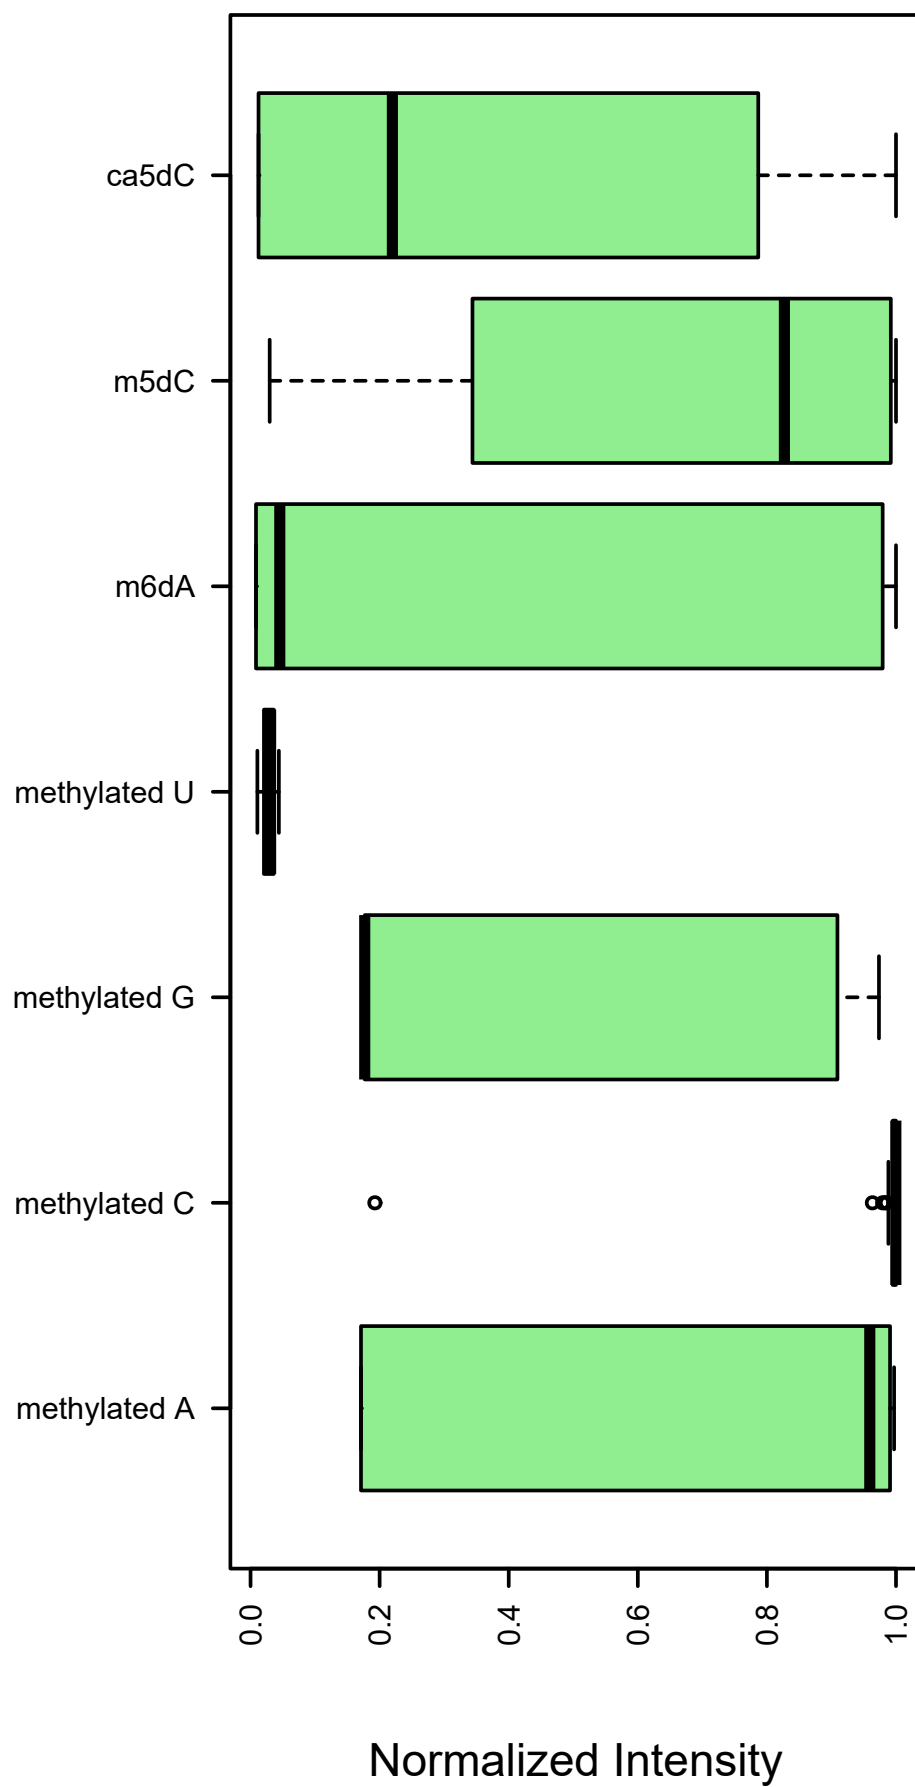 ca5dC
m5dC
m6dA
methylated U
methylated G
methylated C
methylated A
0.0
0.2
0.4
0.6
0.8
1.0
Normalized Intensity